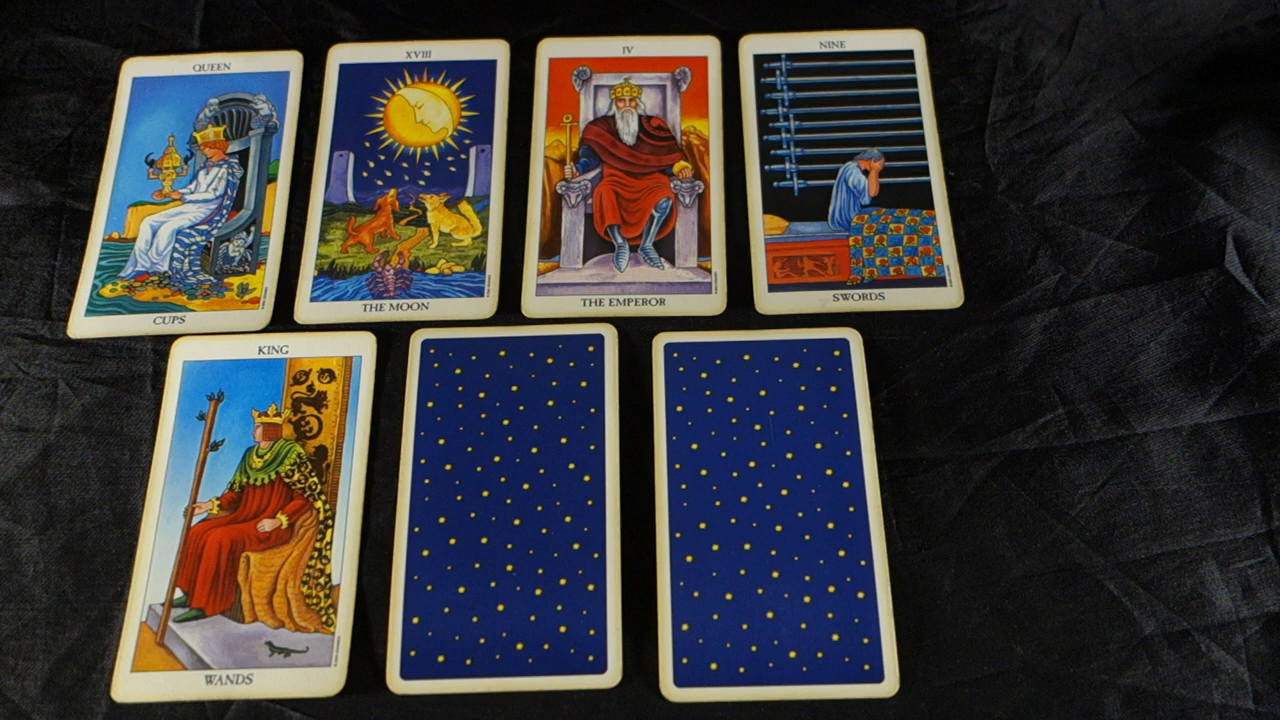 QUEEN
CUPS
XVIII
THE MOON
IV
THE EMPEROR
NINE
SWORDS
KING
WANDS